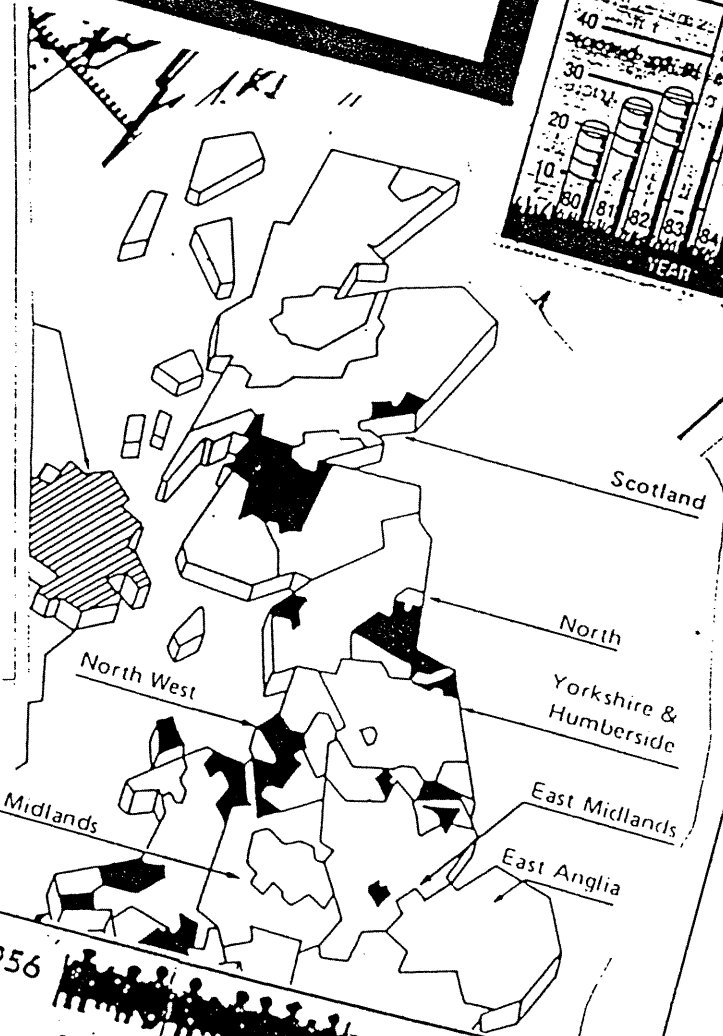 40
30
20
10
80
81
82
83
84
YEAR
Scotland
North
North West
Yorkshire &
Humberside
East Midlands
Midlands
East Anglia
956